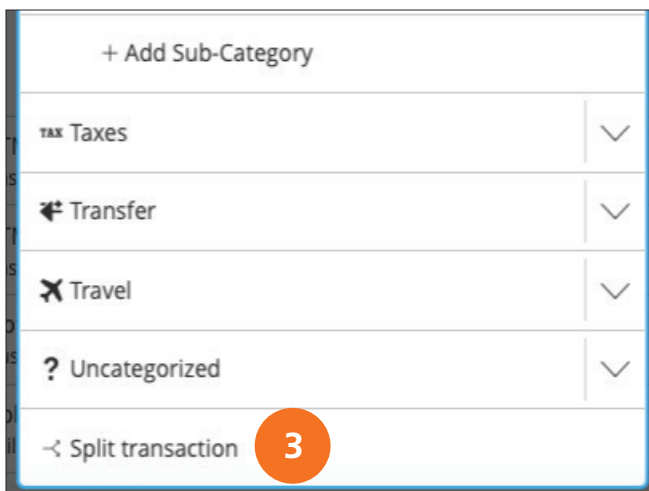 + Add Sub-Category
TAX Taxes
Transfer
Travel
? Uncategorized
Split transaction 3